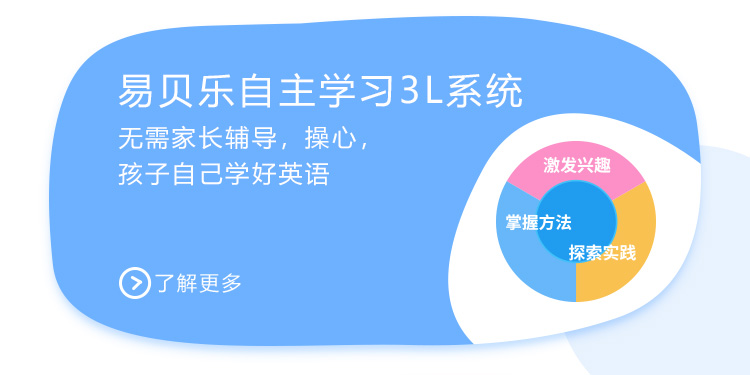 易贝乐自主学习3L系统
无需家长辅导，操心，
孩子自己学好英语
激发兴趣
掌握方法
探索实践
了解更多